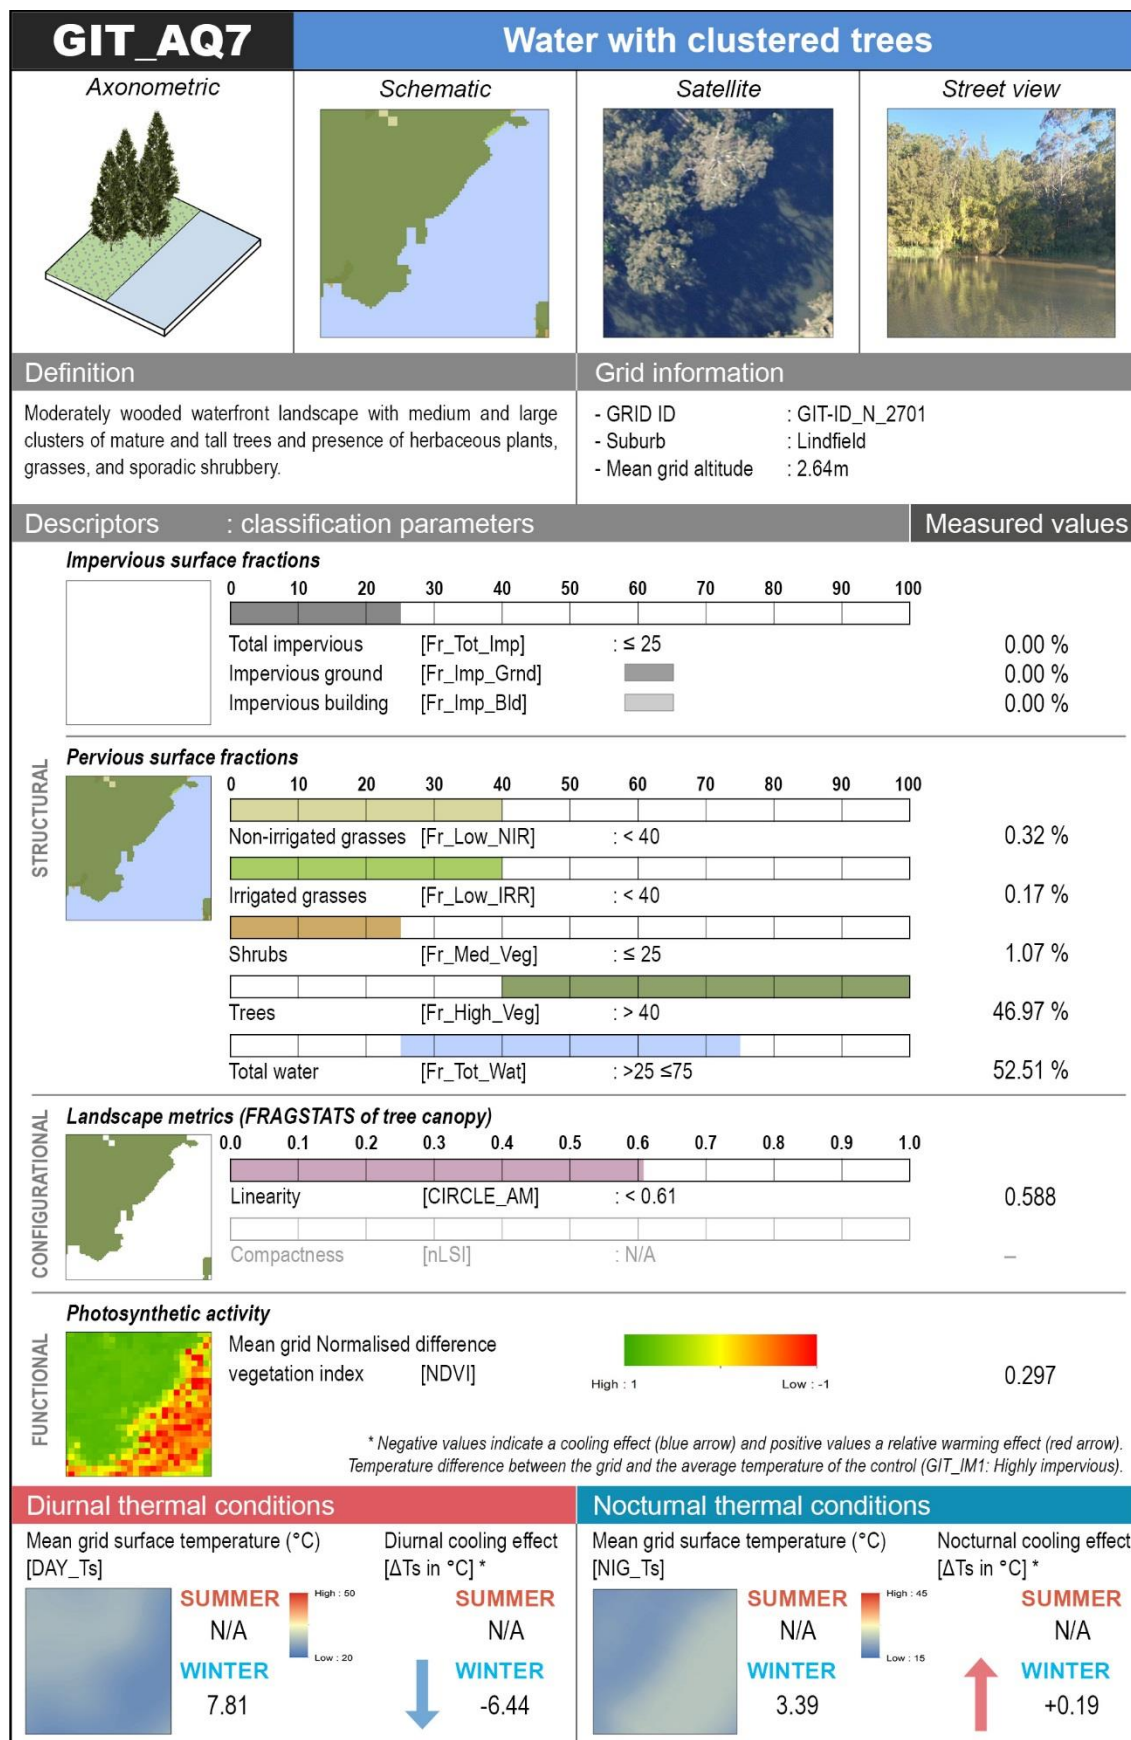 GIT_AQ7
Water with clustered trees
Axonometric
Schematic
Satellite
Street view
Definition
Moderately wooded waterfront landscape with medium and large
clusters of mature and tall trees and presence of herbaceous plants,
grasses, and sporadic shrubbery.
Grid information
- GRID ID : GIT-ID_N_2701
- Suburb : Lindfield
- Mean grid altitude : 2.64m
Descriptors : classification parameters
Measured values
STRUCTURAL
Impervious surface fractions
0 10 20 30 40 50 60 70 80 90 100
Total impervious [Fr_Tot_Imp] : ≤ 25 0.00 %
Impervious ground [Fr_Imp_Grnd] 0.00 %
Impervious building [Fr_Imp_Bld] 0.00 %
Pervious surface fractions
0 10 20 30 40 50 60 70 80 90 100
Non-irrigated grasses [Fr_Low_NIR] : < 40 0.32 %
Irrigated grasses [Fr_Low_IRR] : < 40 0.17 %
Shrubs [Fr_Med_Veg] : ≤ 25 1.07 %
Trees [Fr_High_Veg] : > 40 46.97 %
Total water [Fr_Tot_Wat] : >25 ≤75 52.51 %
CONFIGURATIONAL
Landscape metrics (FRAGSTATS of tree canopy)
0.0 0.1 0.2 0.3 0.4 0.5 0.6 0.7 0.8 0.9 1.0
Linearity [CIRCLE_AM] : < 0.61 0.588
Compactness [nLSI] : N/A –
FUNCTIONAL
Photosynthetic activity
Mean grid Normalised difference
vegetation index [NDVI] 0.297
High : 1 Low : -1
* Negative values indicate a cooling effect (blue arrow) and positive values a relative warming effect (red arrow).
Temperature difference between the grid and the average temperature of the control (GIT_IM1: Highly impervious).
Diurnal thermal conditions
Mean grid surface temperature (°C)
[DAY_Ts]
SUMMER
N/A
WINTER
7.81
High : 50
Low : 20
Diurnal cooling effect
[ΔTs in °C] *
SUMMER
N/A
WINTER
-6.44
Nocturnal thermal conditions
Mean grid surface temperature (°C)
[NIG_Ts]
SUMMER
N/A
WINTER
3.39
High : 45
Low : 15
Nocturnal cooling effect
[ΔTs in °C] *
SUMMER
N/A
WINTER
+0.19